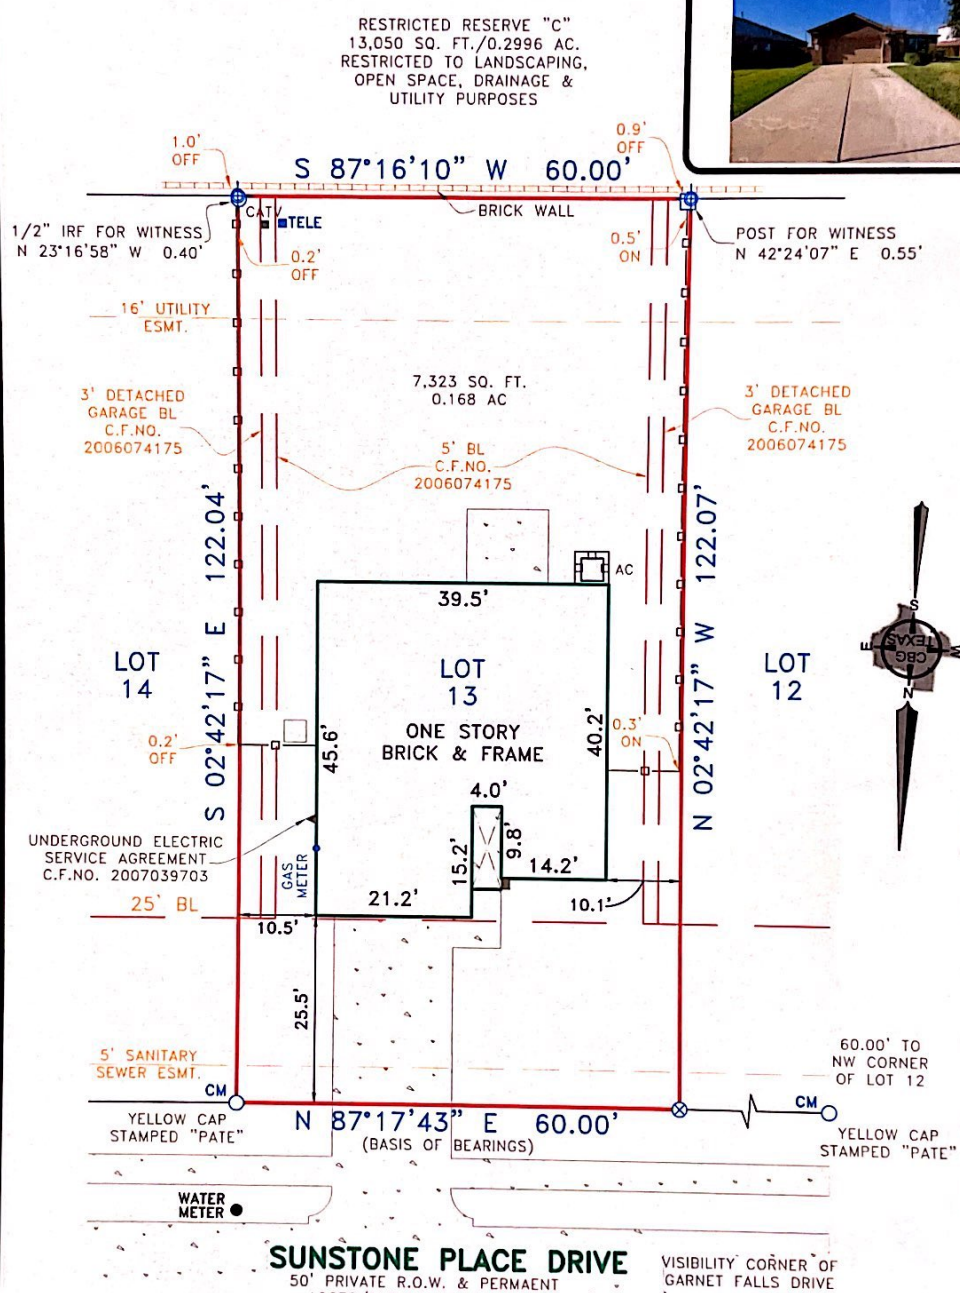 RESTRICTED RESERVE "C"
13,050 SQ. FT./0.2996 AC.
RESTRICTED TO LANDSCAPING,
OPEN SPACE, DRAINAGE &
UTILITY PURPOSES
1.0'
OFF
0.9'
OFF
S 87°16'10" W 60.00'
BRICK WALL
CATV
TELE
1/2" IRF FOR WITNESS
N 23°16'58" W 0.40'
0.2'
OFF
0.5'
ON
POST FOR WITNESS
N 42°24'07" E 0.55'
16' UTILITY
ESMT.
7,323 SQ. FT.
0.168 AC
3' DETACHED
GARAGE BL
C.F.NO.
2006074175
5' BL
C.F.NO.
2006074175
3' DETACHED
GARAGE BL
C.F.NO.
2006074175
S 02°42'17" E 122.04'
N 02°42'17" W 122.07'
AC
39.5'
LOT
14
LOT
13
LOT
12
S
E
W
N
CBG
TEXAS
ONE STORY
BRICK & FRAME
45.6'
40.2'
0.2'
OFF
0.3'
ON
4.0'
15.2'
9.8'
14.2'
21.2'
UNDERGROUND ELECTRIC
SERVICE AGREEMENT
C.F.NO. 2007039703
GAS
METER
25' BL
10.5'
10.1'
25.5'
5' SANITARY
SEWER ESMT.
60.00' TO
NW CORNER
OF LOT 12
CM
CM
YELLOW CAP
STAMPED "PATE"
N 87°17'43" E 60.00'
(BASIS OF BEARINGS)
YELLOW CAP
STAMPED "PATE"
WATER
METER
SUNSTONE PLACE DRIVE
50' PRIVATE R.O.W. & PERMAENT
VISIBILITY CORNER OF
GARNET FALLS DRIVE